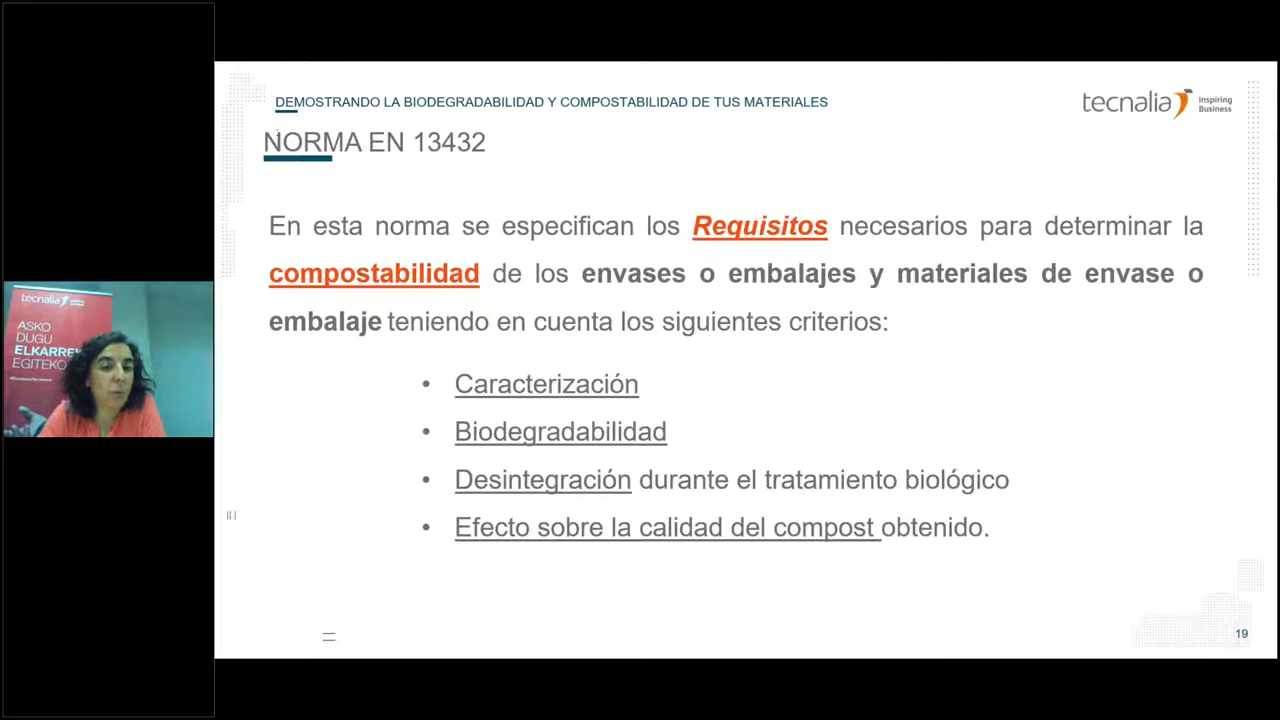 DEMOSTRANDO LA BIODEGRADABILIDAD Y COMPOSTABILIDAD DE TUS MATERIALES
tecnalia Inspiring
Business
NORMA EN 13432
En esta norma se especifican los Requisitos necesarios para determinar la
compostabilidad de los envases o embalajes y materiales de envase o
embalaje teniendo en cuenta los siguientes criterios:
• Caracterización
• Biodegradabilidad
• Desintegración durante el tratamiento biológico
• Efecto sobre la calidad del compost obtenido.
19
tecnalia
ASKO
DUGU
ELKARREK
EGITEKO